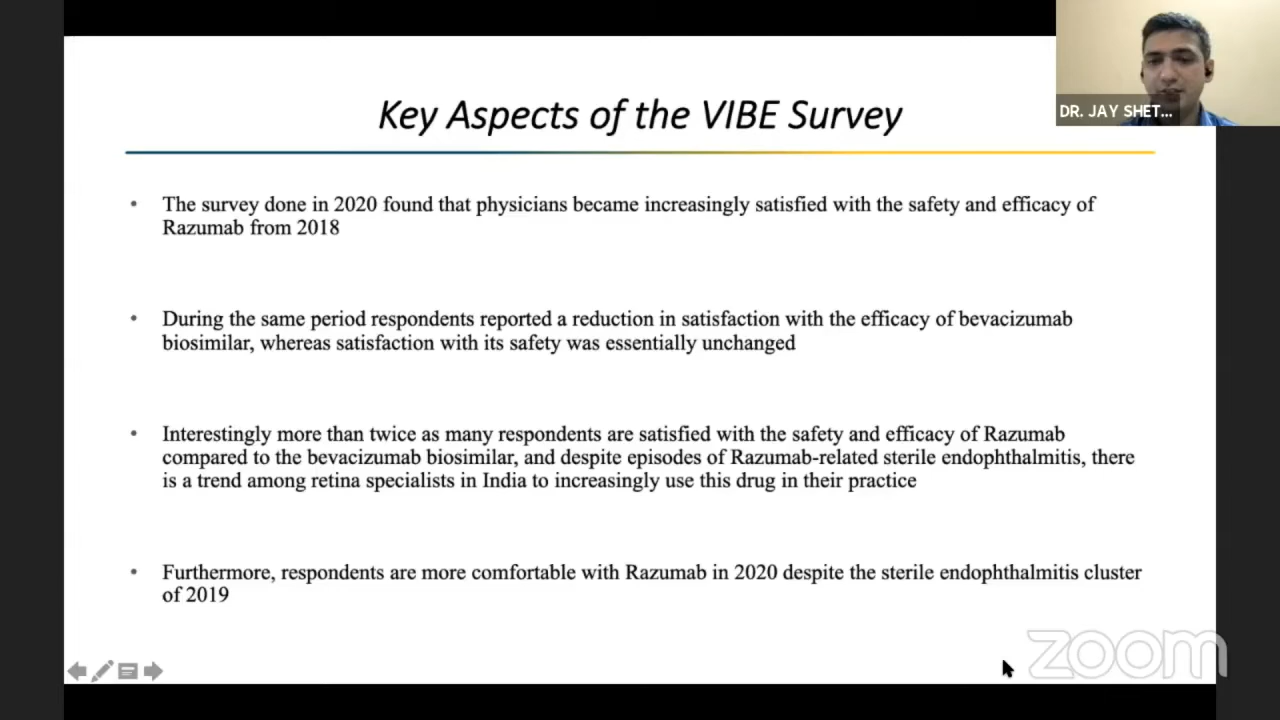 Key Aspects of the VIBE Survey
DR. JAY SHET...
• The survey done in 2020 found that physicians became increasingly satisfied with the safety and efficacy of
Razumab from 2018
• During the same period respondents reported a reduction in satisfaction with the efficacy of bevacizumab
biosimilar, whereas satisfaction with its safety was essentially unchanged
• Interestingly more than twice as many respondents are satisfied with the safety and efficacy of Razumab
compared to the bevacizumab biosimilar, and despite episodes of Razumab-related sterile endophthalmitis, there
is a trend among retina specialists in India to increasingly use this drug in their practice
• Furthermore, respondents are more comfortable with Razumab in 2020 despite the sterile endophthalmitis cluster
of 2019
zoom